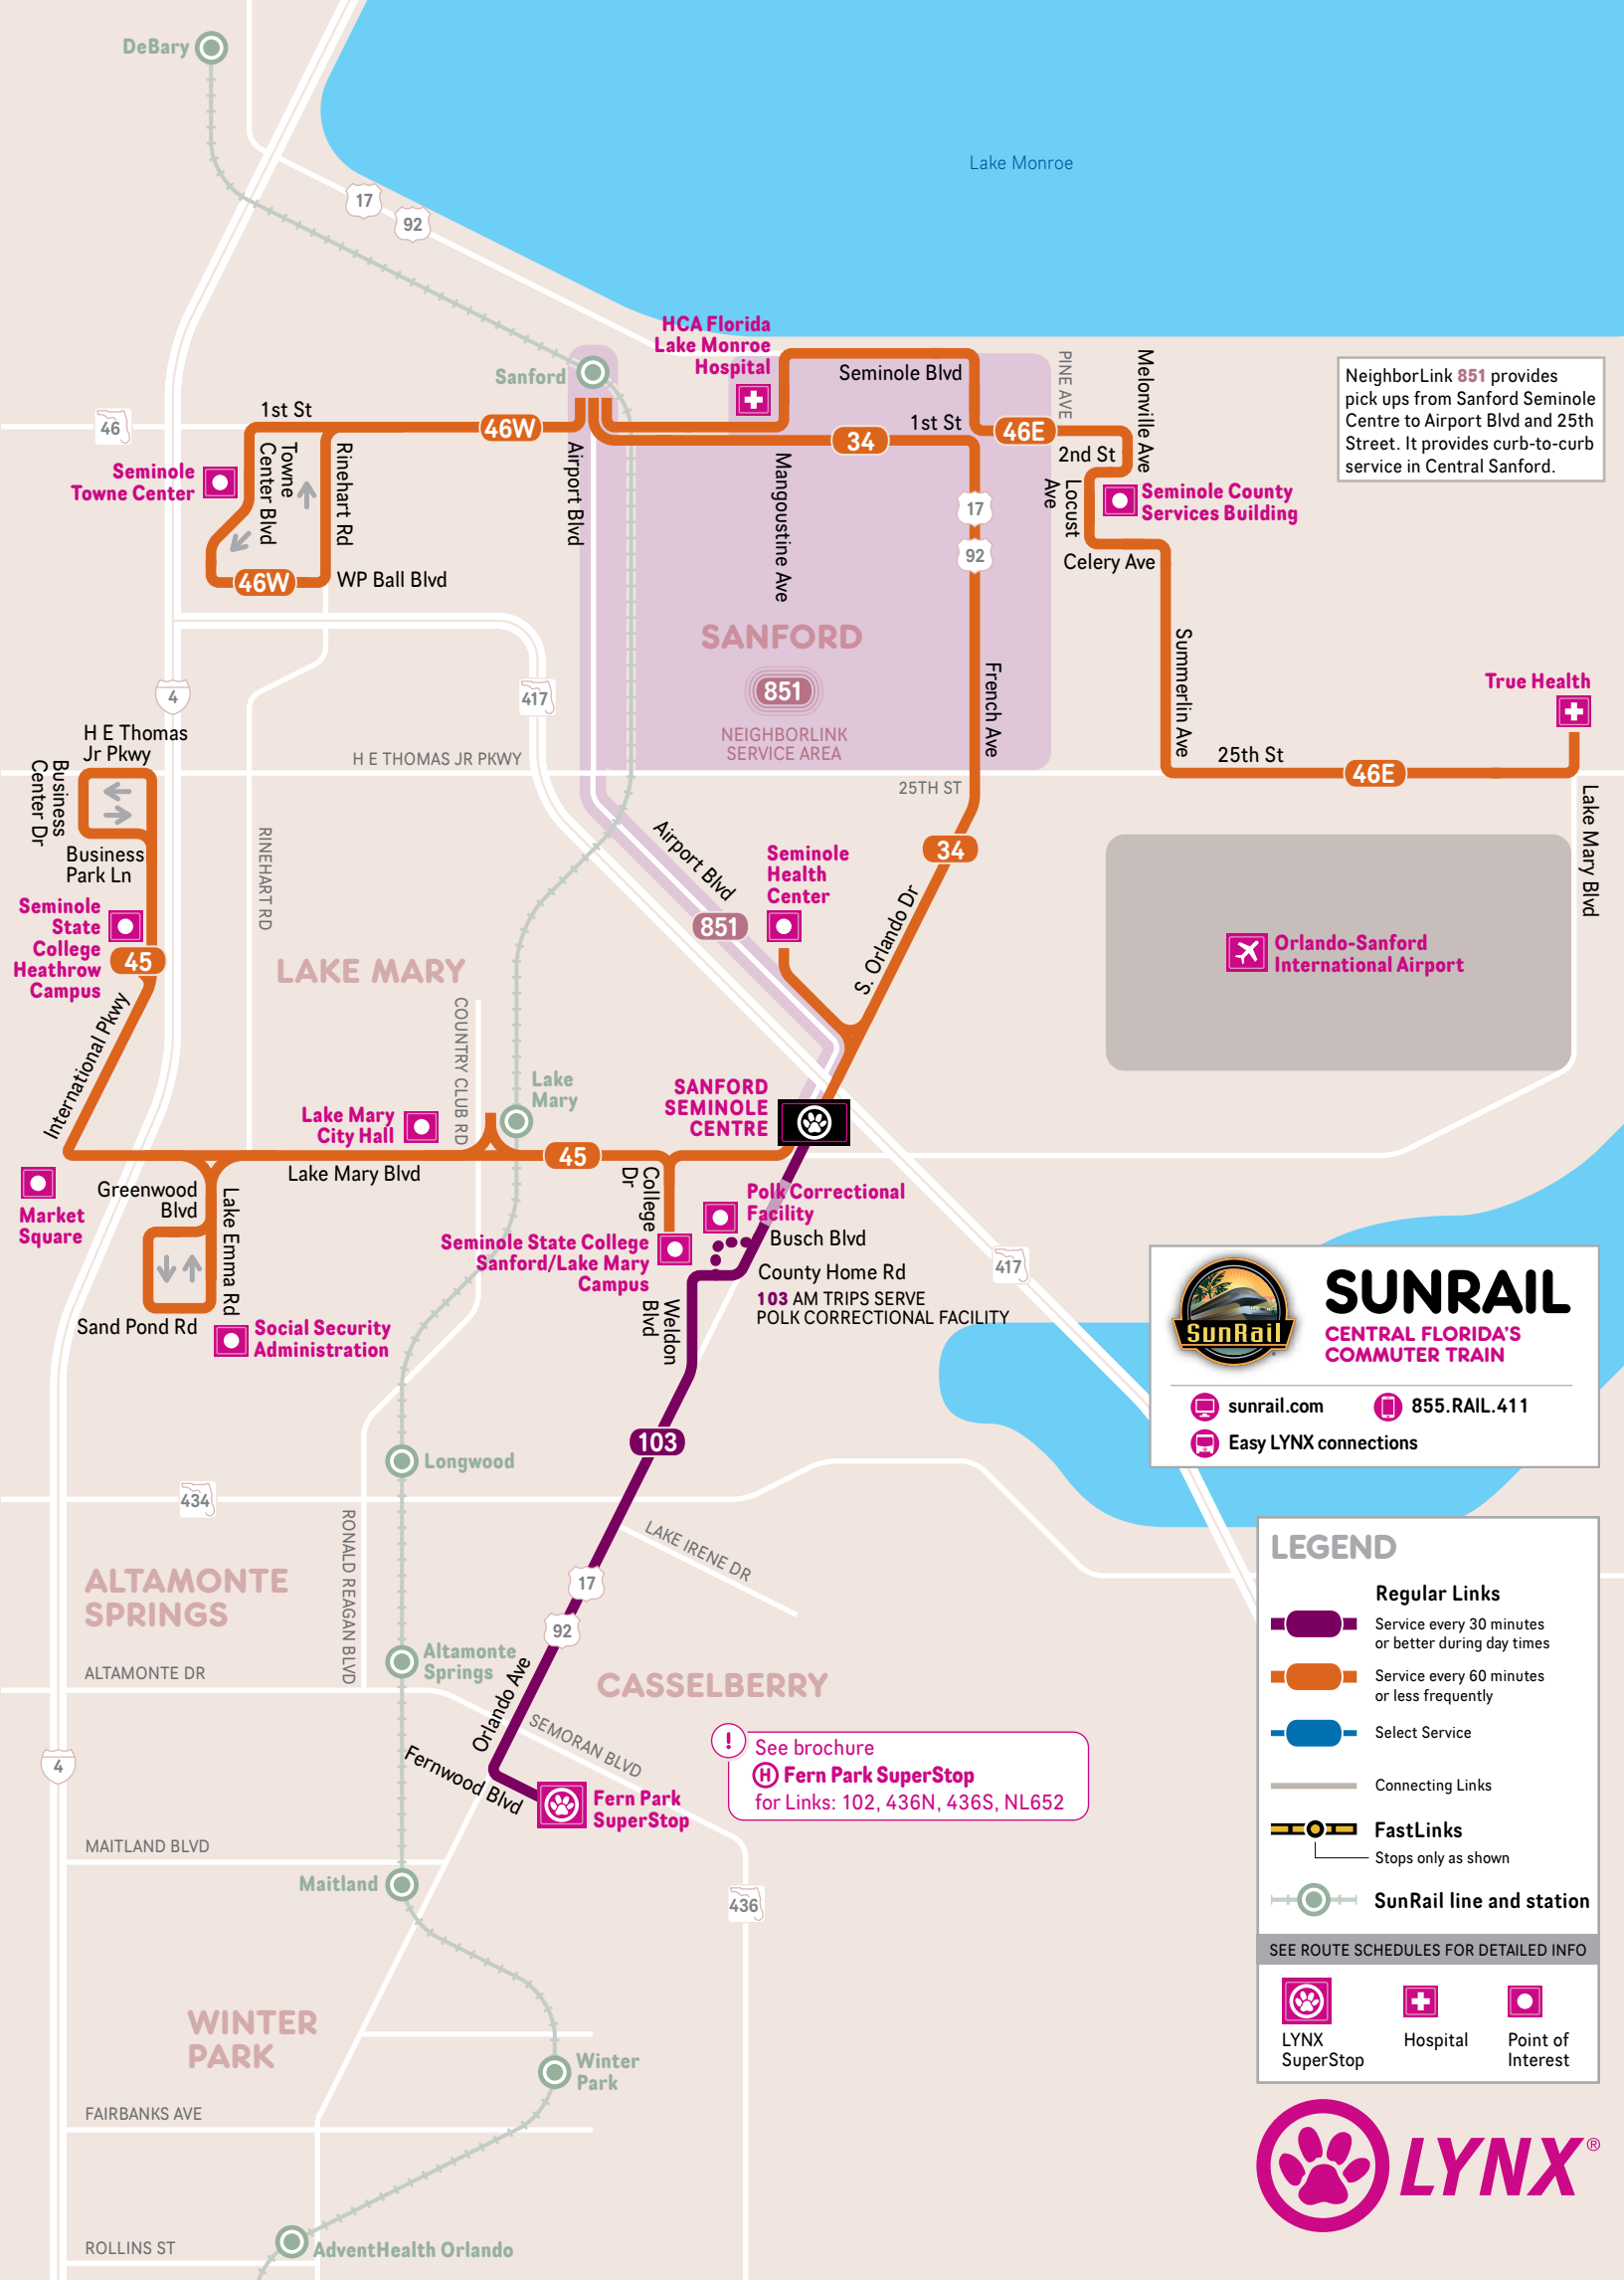 DeBary
Lake Monroe
17
92
HCA Florida
Lake Monroe
Hospital
Sanford
Seminole Blvd
PINE AVE
Melonville Ave
NeighborLink 851 provides
pick ups from Sanford Seminole
Centre to Airport Blvd and 25th
Street. It provides curb-to-curb
service in Central Sanford.
46
1st St
46W
34
1st St
46E
2nd St
Seminole
Towne Center
Towne
Center Blvd
Rinehart Rd
Airport Blvd
Mangoustine Ave
17
92
Locust
Ave
Seminole County
Services Building
Celery Ave
46W
WP Ball Blvd
SANFORD
851
NEIGHBORLINK
SERVICE AREA
French Ave
Summerlin Ave
True Health
4
417
H E Thomas
Jr Pkwy
H E THOMAS JR PKWY
25TH ST
25th St
46E
Business
Center Dr
Business
Park Ln
RINEHART RD
Airport Blvd
34
Lake Mary Blvd
Seminole
Health
Center
851
S. Orlando Dr
Seminole
State
College
Heathrow
Campus
45
LAKE MARY
Orlando-Sanford
International Airport
International Pkwy
COUNTRY CLUB RD
Lake
Mary
SANFORD
SEMINOLE
CENTRE
Lake Mary
City Hall
45
Lake Mary Blvd
College
Dr
Market
Square
Greenwood
Blvd
Lake Emma Rd
Polk Correctional
Facility
Busch Blvd
Seminole State College
Sanford/Lake Mary
Campus
County Home Rd
103 AM TRIPS SERVE
POLK CORRECTIONAL FACILITY
417
Weldon
Blvd
Sand Pond Rd
Social Security
Administration
SunRail
SUNRAIL
CENTRAL FLORIDA'S
COMMUTER TRAIN
sunrail.com
855.RAIL.411
Easy LYNX connections
103
Longwood
434
RONALD REAGAN BLVD
LAKE IRENE DR
17
92
ALTAMONTE
SPRINGS
Altamonte
Springs
ALTAMONTE DR
CASSELBERRY
Orlando Ave
SEMORAN BLVD
Fernwood Blvd
4
Fern Park
SuperStop
!
See brochure
H Fern Park SuperStop
for Links: 102, 436N, 436S, NL652
MAITLAND BLVD
Maitland
436
WINTER
PARK
Winter
Park
FAIRBANKS AVE
ROLLINS ST
AdventHealth Orlando
LEGEND
Regular Links
Service every 30 minutes
or better during day times
Service every 60 minutes
or less frequently
Select Service
Connecting Links
FastLinks
Stops only as shown
SunRail line and station
SEE ROUTE SCHEDULES FOR DETAILED INFO
LYNX
SuperStop
Hospital
Point of
Interest
LYNX®